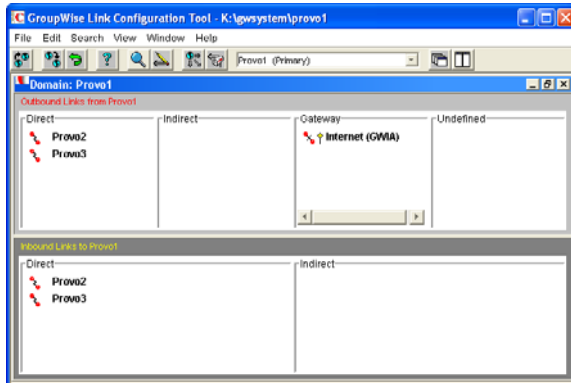 GroupWise Link Configuration Tool - K:\gwsystem\provo1
File Edit Search View Window Help
Provo1 (Primary)
Domain: Provo1
Outbound Links from Provo1
Direct Indirect Gateway Undefined
Provo2 Internet (GWIA)
Provo3
Inbound Links to Provo1
Direct Indirect
Provo2
Provo3